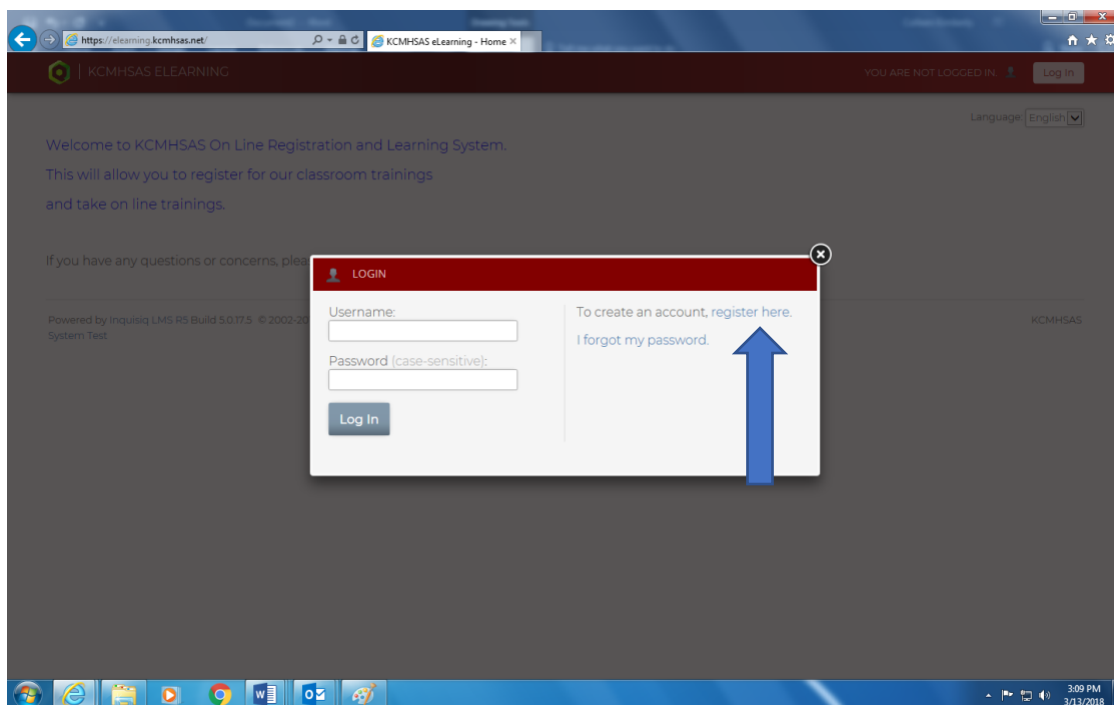 https://elearning.kcmhsas.net/
KCMHSAS eLearning - Home
KCMHSAS ELEARNING
YOU ARE NOT LOGGED IN.
Log In
Language: English
Welcome to KCMHSAS On Line Registration and Learning System.
This will allow you to register for our classroom trainings
and take on line trainings.
If you have any questions or concerns, plea
LOGIN
Username:
To create an account, register here.
I forgot my password.
Password (case-sensitive):
Log In
Powered by Inquisiq LMS R5 Build 5.0.17.5 © 2002-20
KCMHSAS
System Test
3:09 PM
3/13/2018